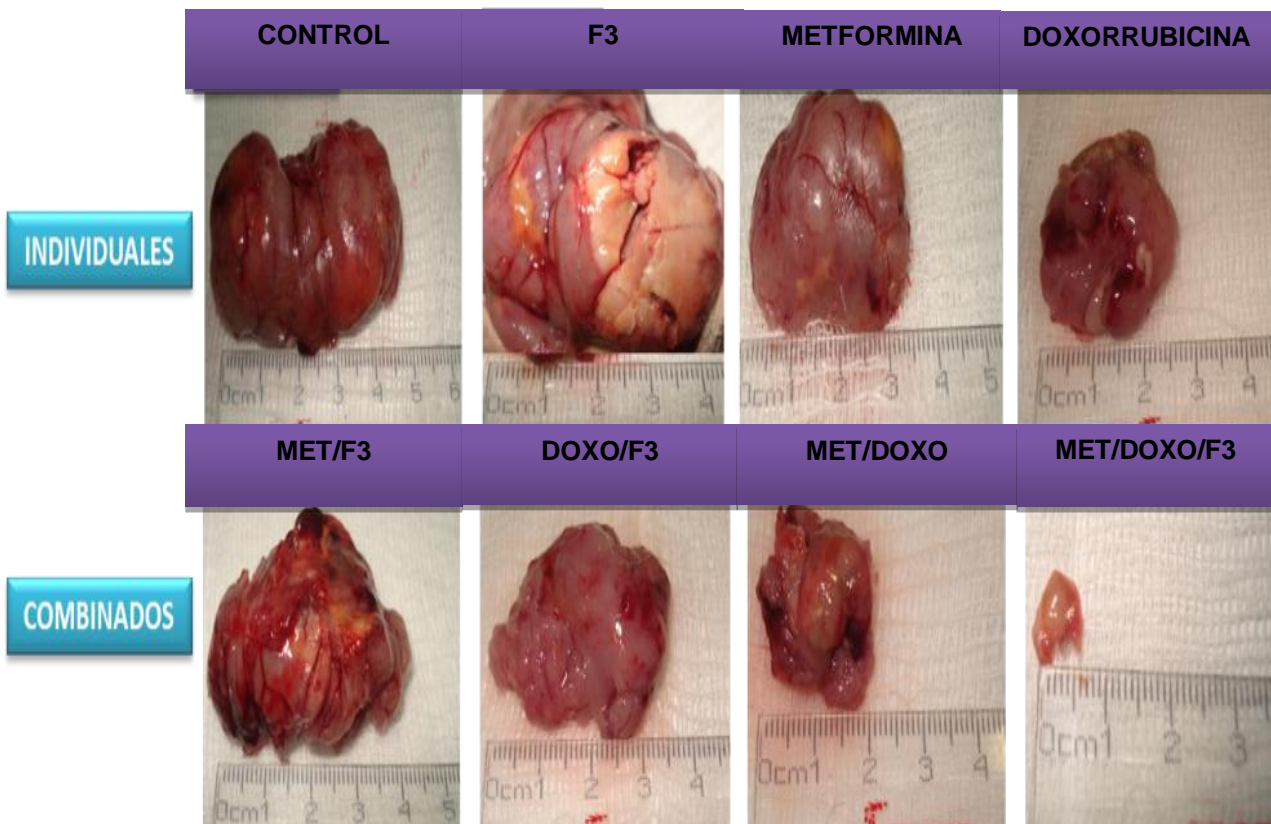 CONTROL F3 METFORMINA DOXORRUBICINA
INDIVIDUALES
0cm1 2 3 4 5 6
0cm1 2 3 4
0cm1 2 3 4 5
0cm1 2 3 4
MET/F3 DOXO/F3 MET/DOXO MET/DOXO/F3
COMBINADOS
0cm1 2 3 4 5
0cm1 2 3 4
0cm1 2 3 4
0cm1 2 3